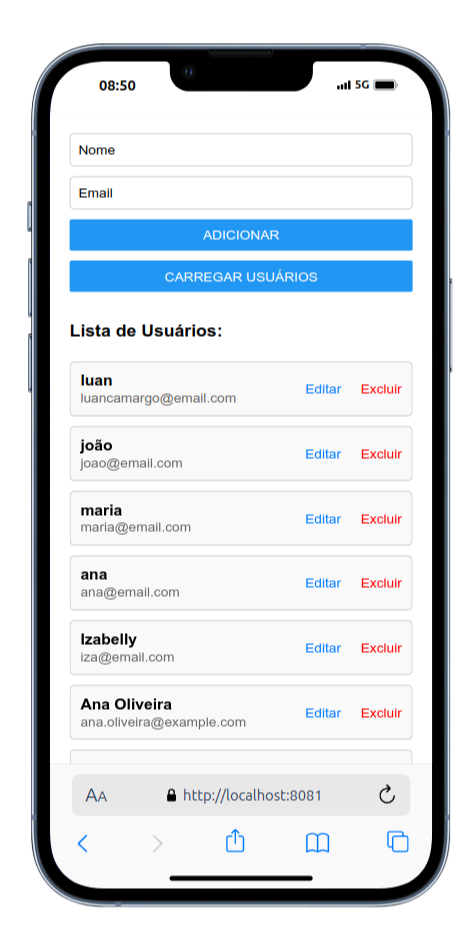 08:50
5G
Nome
Email
ADICIONAR
CARREGAR USUÁRIOS
Lista de Usuários:
luan
luancamargo@email.com
Editar Excluir
joão
joao@email.com
Editar Excluir
maria
maria@email.com
Editar Excluir
ana
ana@email.com
Editar Excluir
Izabelly
iza@email.com
Editar Excluir
Ana Oliveira
ana.oliveira@example.com
Editar Excluir
AA http://localhost:8081